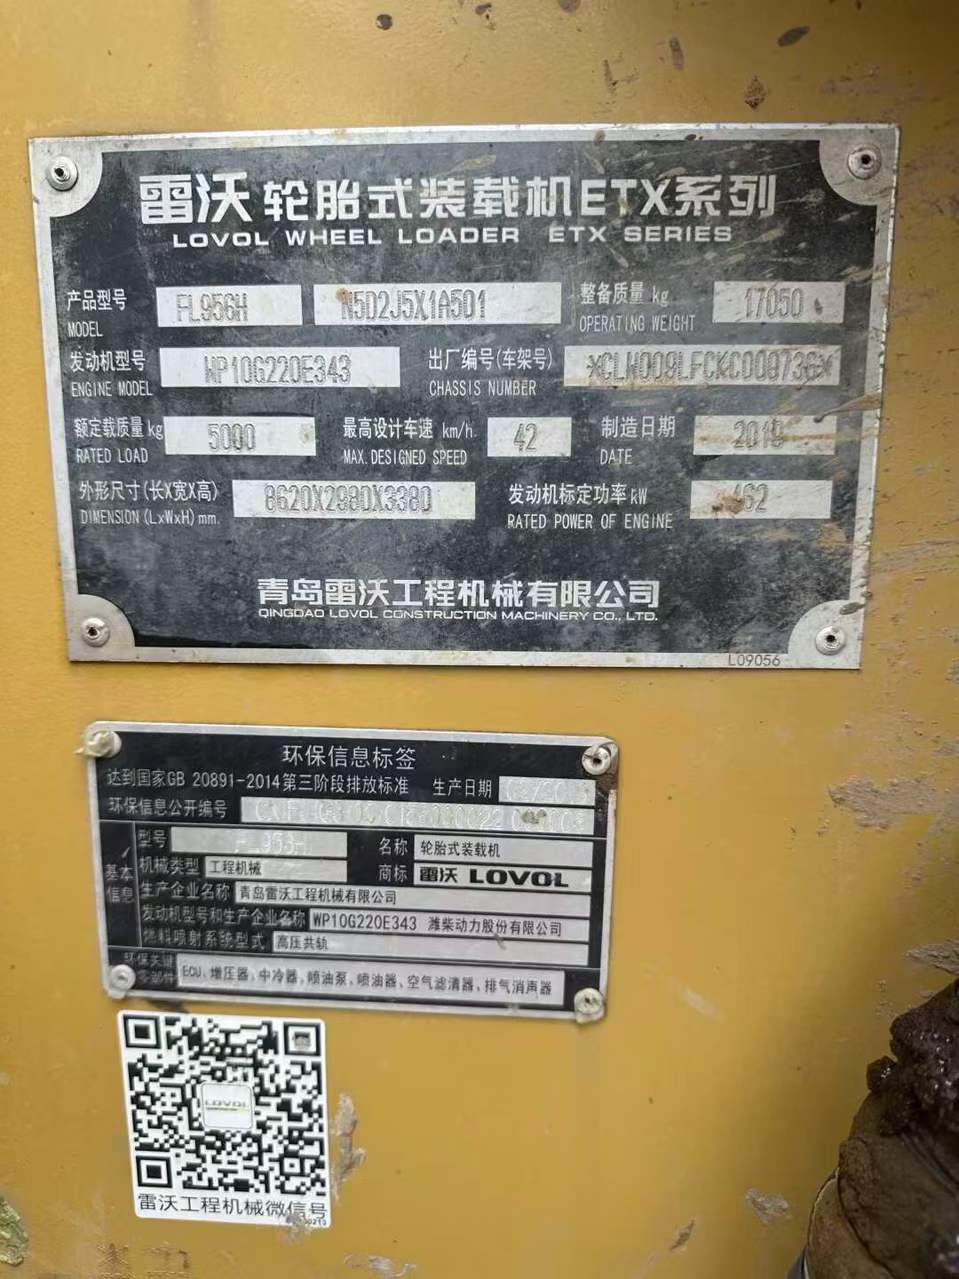 雷沃 轮胎式装载机ETX系列
LOVOL WHEEL LOADER ETX SERIES
产品型号 FL956H N5D2J5X1A501 整备质量 kg 17050
MODEL OPERATING WEIGHT
发动机型号 WP10G220E343 出厂编号(车架号)
ENGINE MODEL CHASSIS NUMBER
额定载质量 kg 5000 最高设计车速 km/h 42 制造日期
RATED LOAD MAX.DESIGNED SPEED DATE
外形尺寸(长X宽X高) 8620X2980X3380 发动机标定功率 kW 162
DIMENSION (LxWxH) mm. RATED POWER OF ENGINE
青岛雷沃工程机械有限公司
QINGDAO LOVOL CONSTRUCTION MACHINERY CO., LTD.
L09056
环保信息标签
达到国家GB 20891-2014第三阶段排放标准 生产日期
环保信息公开编号
基本信息
型号 名称 轮胎式装载机
机械类型 工程机械 商标 雷沃 LOVOL
生产企业名称 青岛雷沃工程机械有限公司
发动机型号和生产企业名称 WP10G220E343 潍柴动力股份有限公司
燃料喷射系统型式 高压共轨
环保关键零部件 ECU、增压器、中冷器、喷油泵、喷油器、空气滤清器、排气消声器
LOVOL
雷沃工程机械微信号